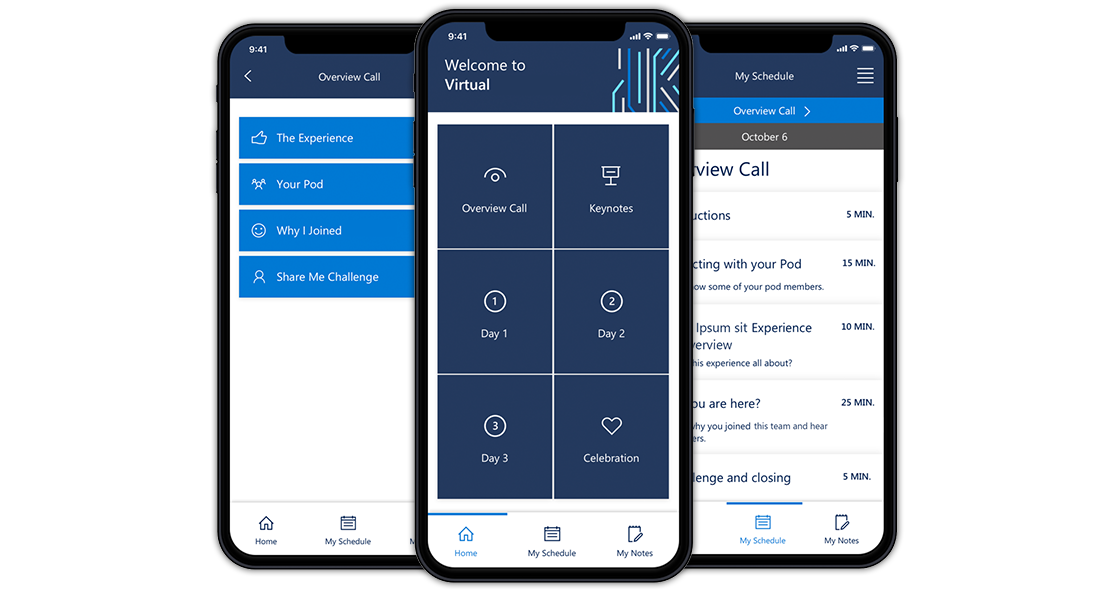 9:41
Overview Call
The Experience
Your Pod
Why I Joined
Share Me Challenge
Home
My Schedule
9:41
Welcome to
Virtual
Overview Call
Keynotes
1
2
Day 1
Day 2
3
Day 3
Celebration
Home
My Schedule
My Notes
My Schedule
Overview Call
October 6
view Call
uctions
5 MIN.
cting with your Pod
15 MIN.
ow some of your pod members.
Ipsum sit Experience
10 MIN.
verview
his experience all about?
ou are here?
25 MIN.
why you joined this team and hear
ers.
lenge and closing
5 MIN.
My Schedule
My Notes